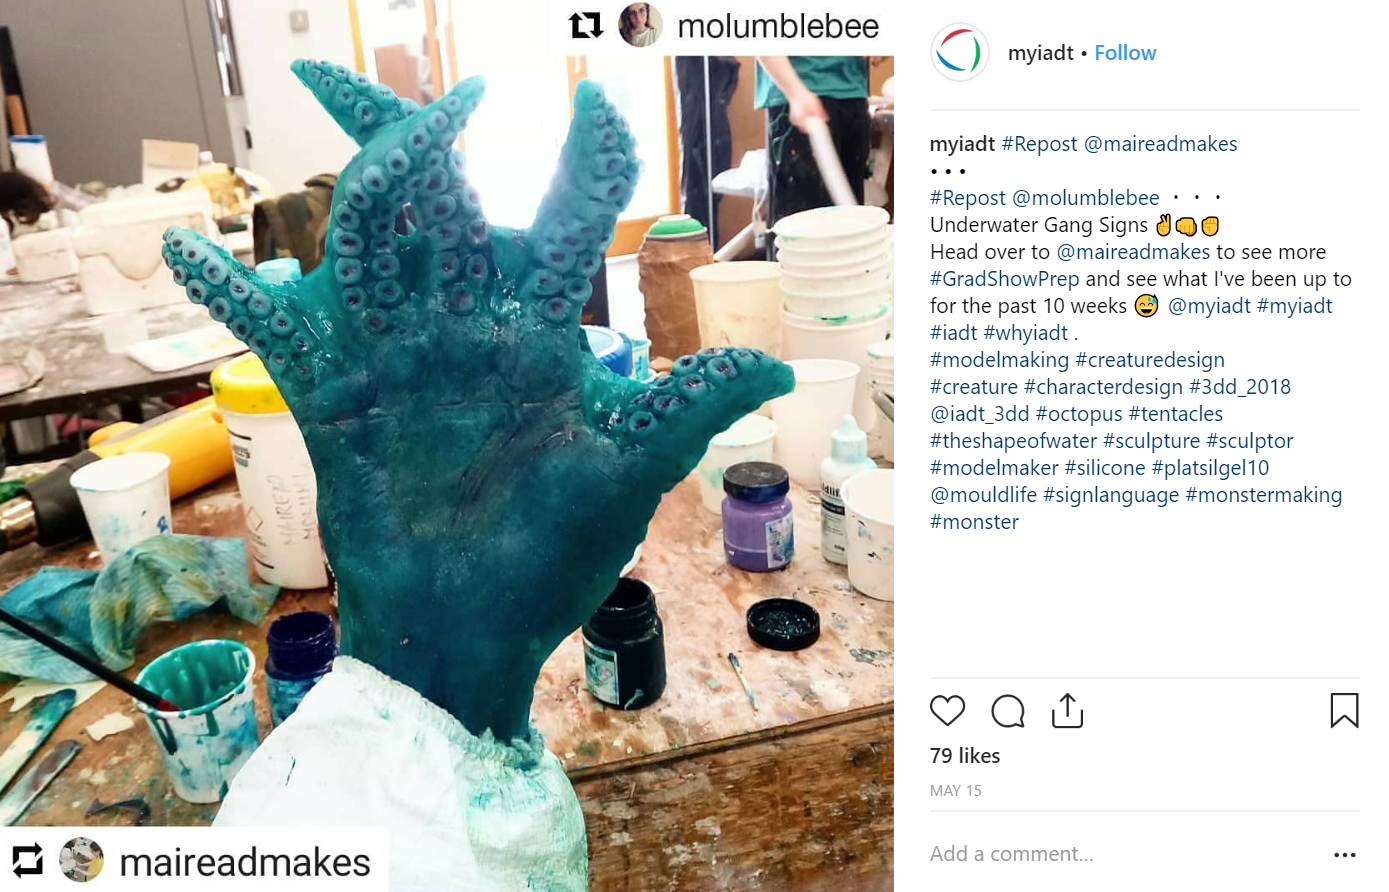 molumblebee
myiadt • Follow
myiadt #Repost @maireadmakes
• • •
#Repost @molumblebee ・ ・ ・
Underwater Gang Signs ✌👊✊
Head over to @maireadmakes to see more
#GradShowPrep and see what I've been up to
for the past 10 weeks 😅 @myiadt #myiadt
#iadt #whyiadt .
#modelmaking #creaturedesign
#creature #characterdesign #3dd_2018
@iadt_3dd #octopus #tentacles
#theshapeofwater #sculpture #sculptor
#modelmaker #silicone #platsilgel10
@mouldlife #signlanguage #monstermaking
#monster
79 likes
MAY 15
Add a comment...
MAIREAD
maireadmakes